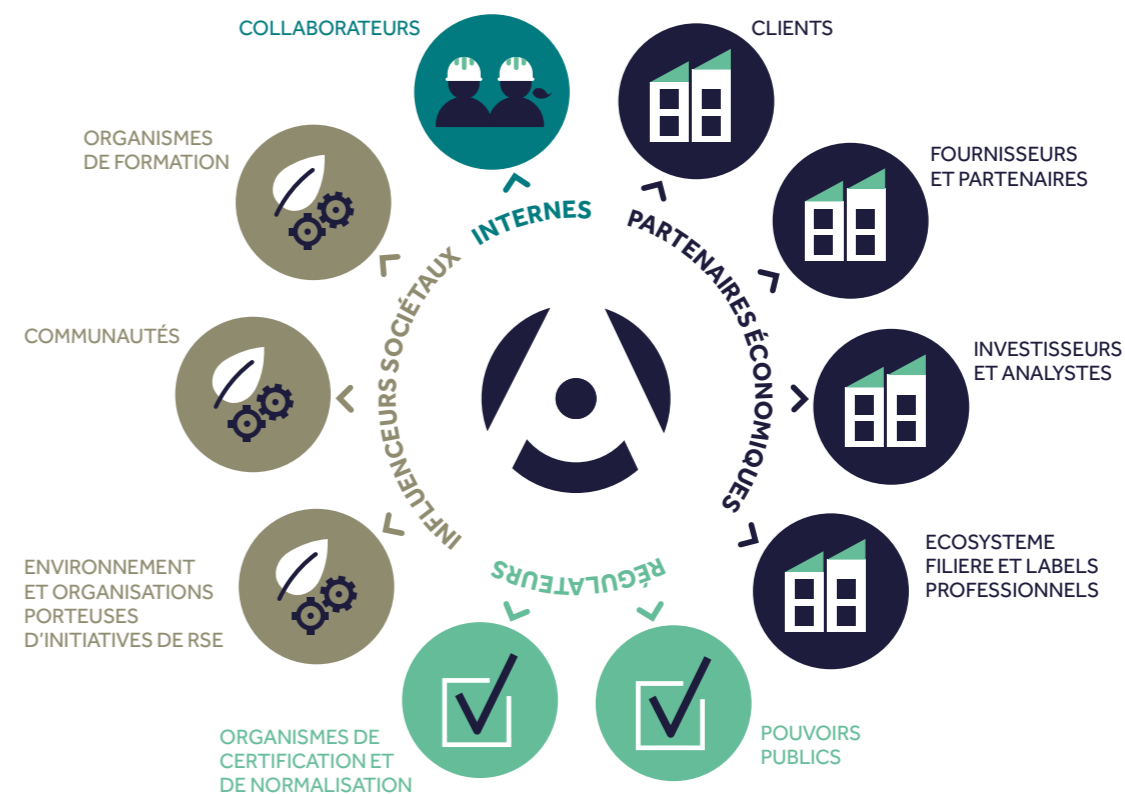 COLLABORATEURS
CLIENTS
ORGANISMES
DE FORMATION
FOURNISSEURS
ET PARTENAIRES
INTERNES
PARTENAIRES ÉCONOMIQUES
INFLUENCEURS SOCIÉTAUX
COMMUNAUTÉS
INVESTISSEURS
ET ANALYSTES
ENVIRONNEMENT
ET ORGANISATIONS
PORTEUSES
D’INITIATIVES DE RSE
ECOSYSTEME
FILIERE ET LABELS
PROFESSIONNELS
RÉGULATEURS
ORGANISMES DE
CERTIFICATION ET
DE NORMALISATION
POUVOIRS
PUBLICS